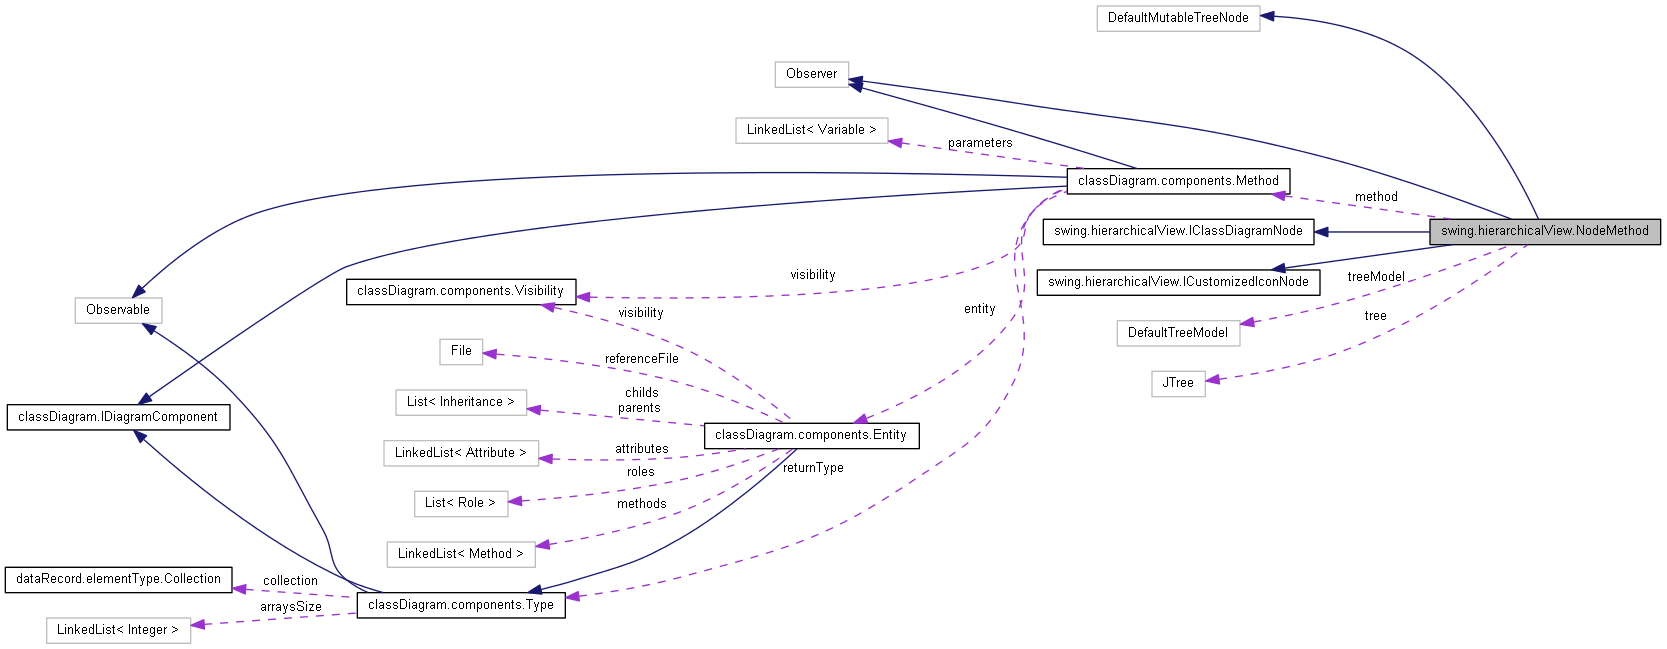 DefaultMutableTreeNode
Observer
LinkedList< Variable >
parameters
classDiagram.components.Method
method
swing.hierarchicalView.IClassDiagramNode
swing.hierarchicalView.NodeMethod
visibility
treeModel
swing.hierarchicalView.ICustomizedIconNode
classDiagram.components.Visibility
Observable
visibility
entity
tree
DefaultTreeModel
File
referenceFile
JTree
childs
parents
List< Inheritance >
classDiagram.IDiagramComponent
classDiagram.components.Entity
attributes
LinkedList< Attribute >
roles
returnType
List< Role >
methods
LinkedList< Method >
dataRecord.elementType.Collection
collection
arraysSize
classDiagram.components.Type
LinkedList< Integer >